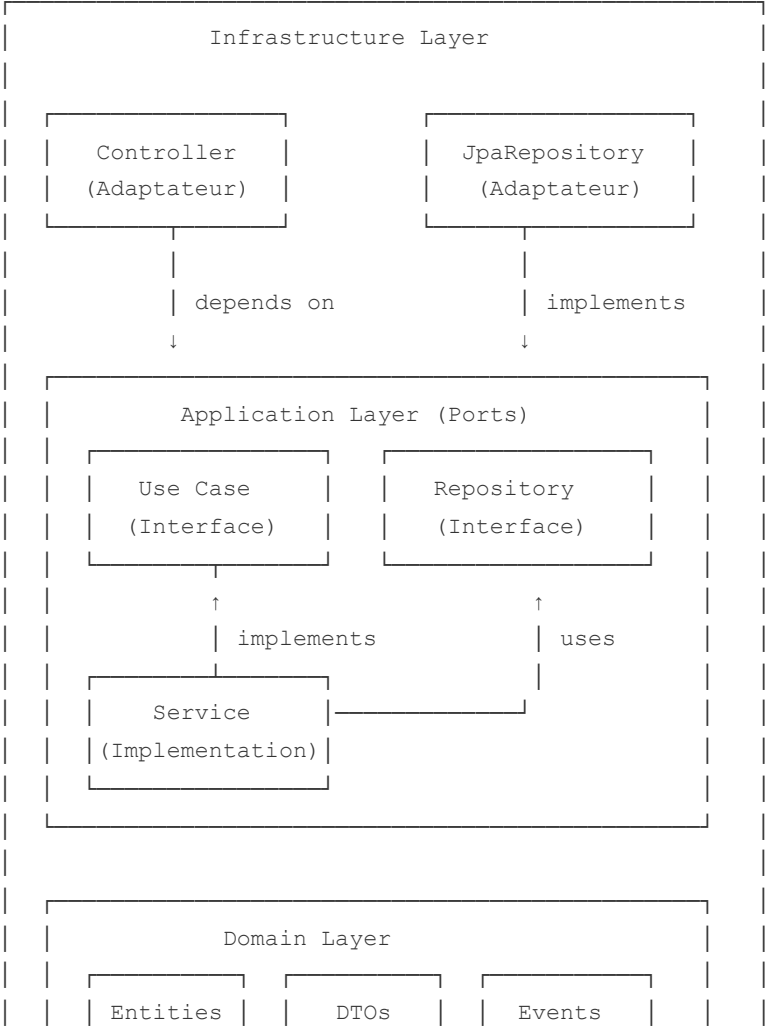 Infrastructure Layer
Controller JpaRepository
(Adaptateur) (Adaptateur)
depends on implements
Application Layer (Ports)
Use Case Repository
(Interface) (Interface)
implements uses
Service
(Implementation)
Domain Layer
Entities DTOs Events